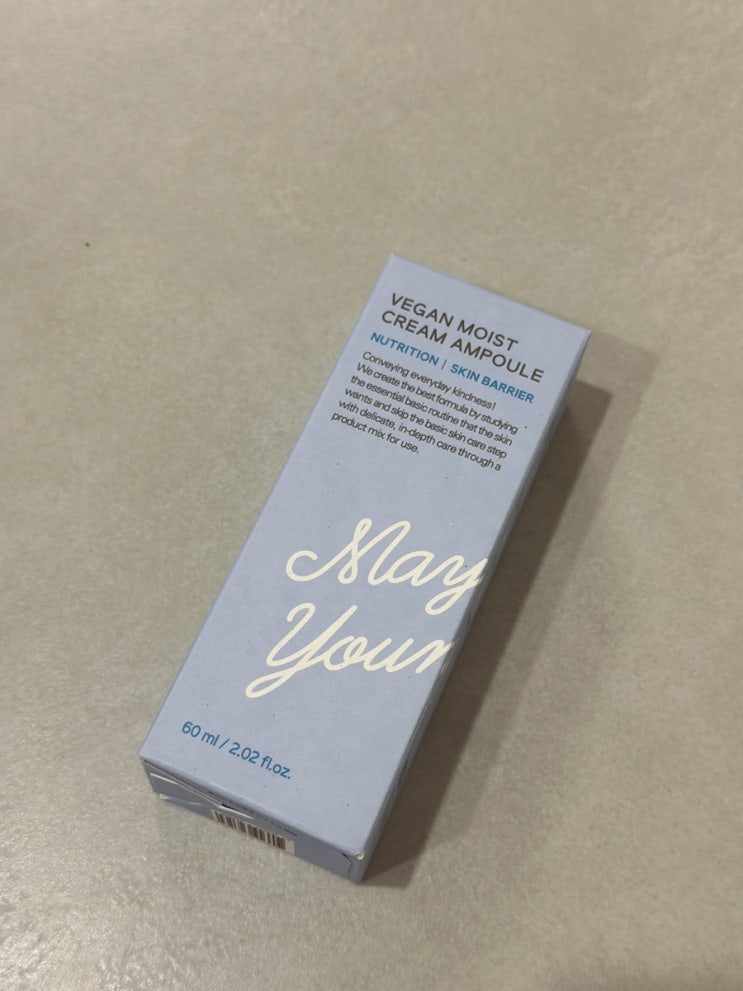 VEGAN MOIST
CREAM AMPOULE
NUTRITION | SKIN BARRIER
Conveying everyday kindness!
We create the best formula by studying
the essential basic routine that the skin
wants and skip the basic skin care step
with delicate, in-depth care through a
product mix for use.
May
Your
60 ml / 2.02 fl.oz.